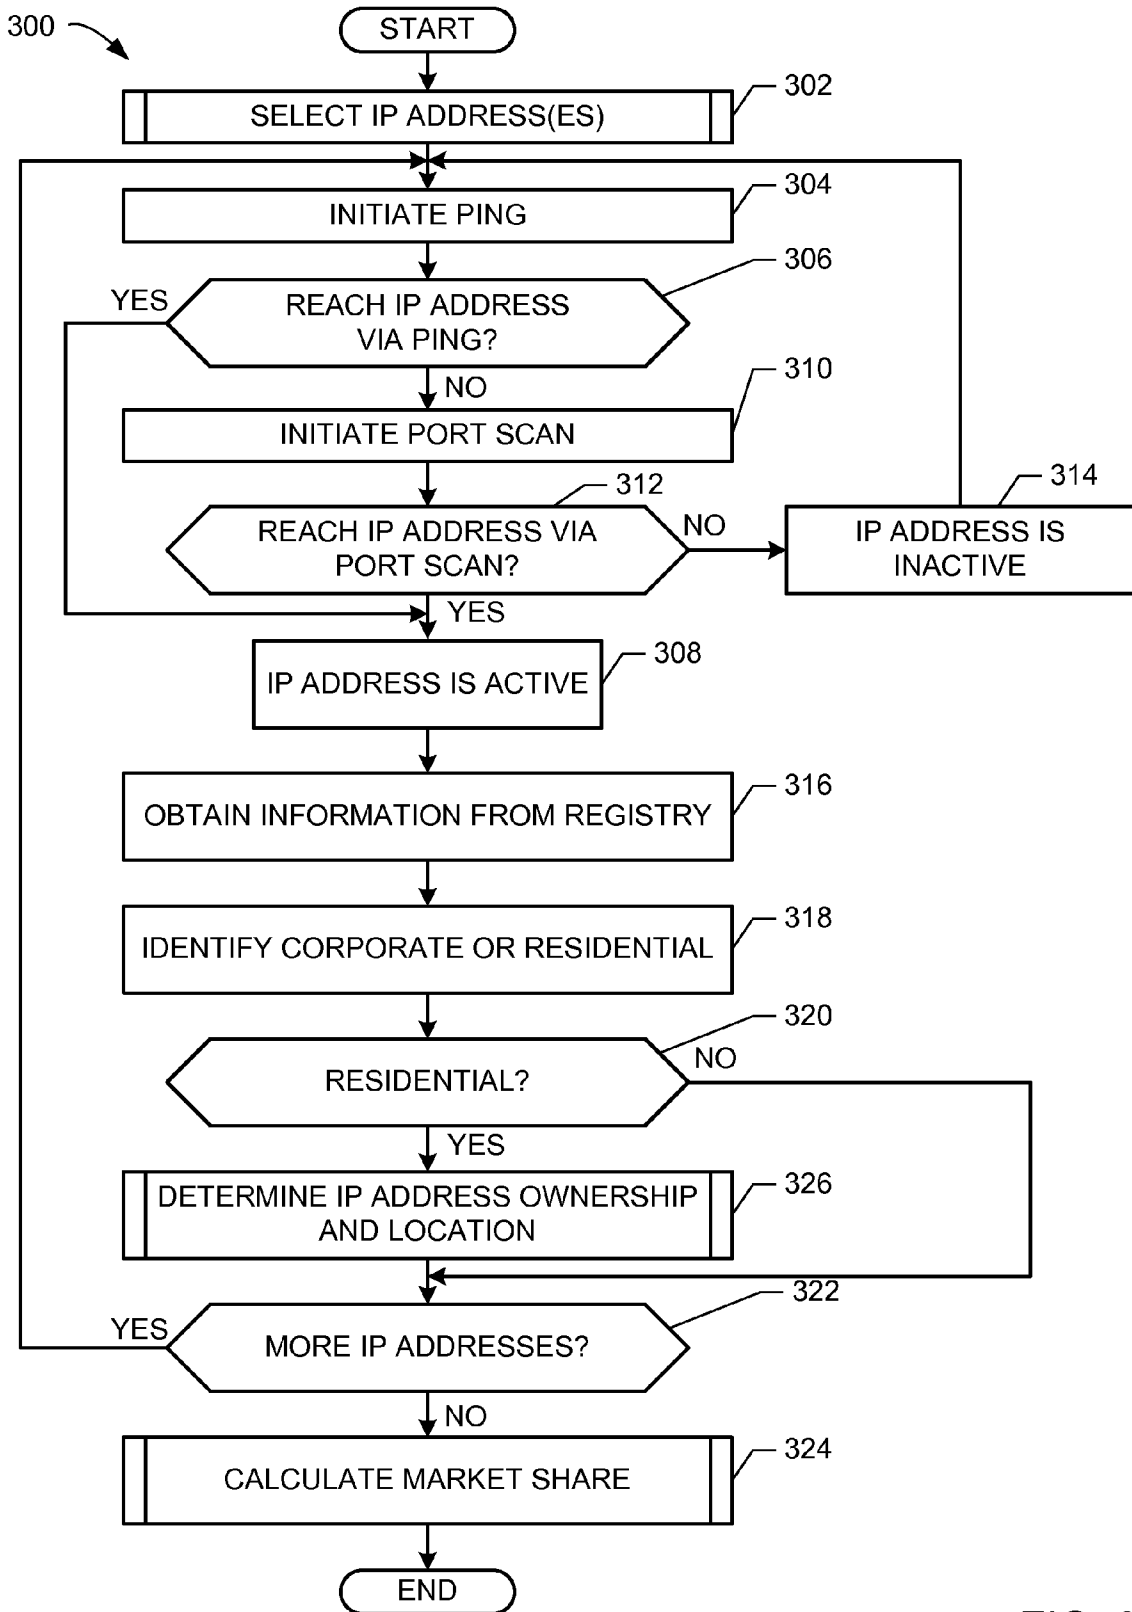 300
START
302
SELECT IP ADDRESS(ES)
304
INITIATE PING
306
YES
REACH IP ADDRESS
VIA PING?
NO
310
INITIATE PORT SCAN
312
314
REACH IP ADDRESS VIA
PORT SCAN?
NO
IP ADDRESS IS
INACTIVE
YES
308
IP ADDRESS IS ACTIVE
316
OBTAIN INFORMATION FROM REGISTRY
318
IDENTIFY CORPORATE OR RESIDENTIAL
320
NO
RESIDENTIAL?
YES
326
DETERMINE IP ADDRESS OWNERSHIP
AND LOCATION
322
YES
MORE IP ADDRESSES?
NO
324
CALCULATE MARKET SHARE
END